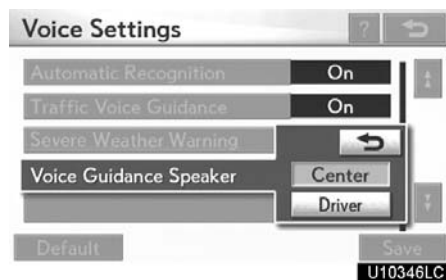 Voice Settings
?
Automatic Recognition On
Traffic Voice Guidance On
Severe Weather Warning
Voice Guidance Speaker Center
Driver
Default Save
U10346LC